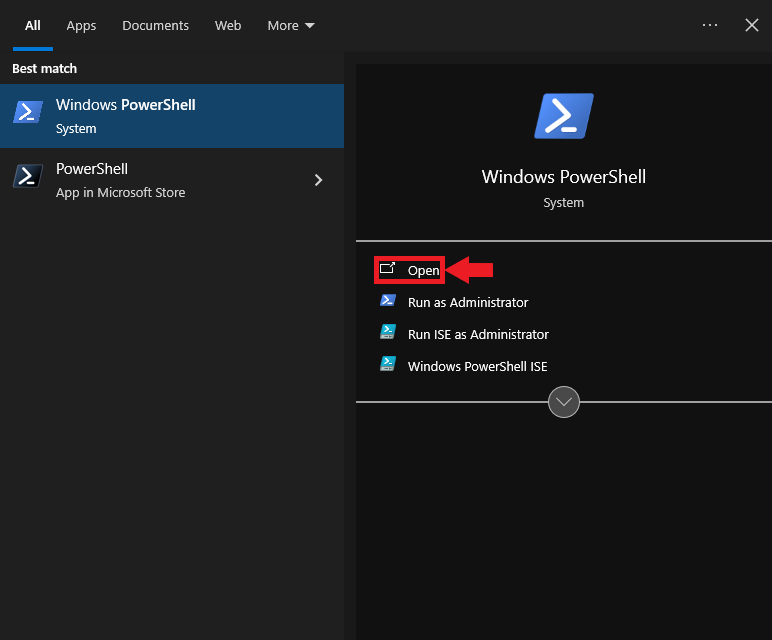 All Apps Documents Web More
Best match
Windows PowerShell
System
PowerShell
App in Microsoft Store
Windows PowerShell
System
Open
Run as Administrator
Run ISE as Administrator
Windows PowerShell ISE